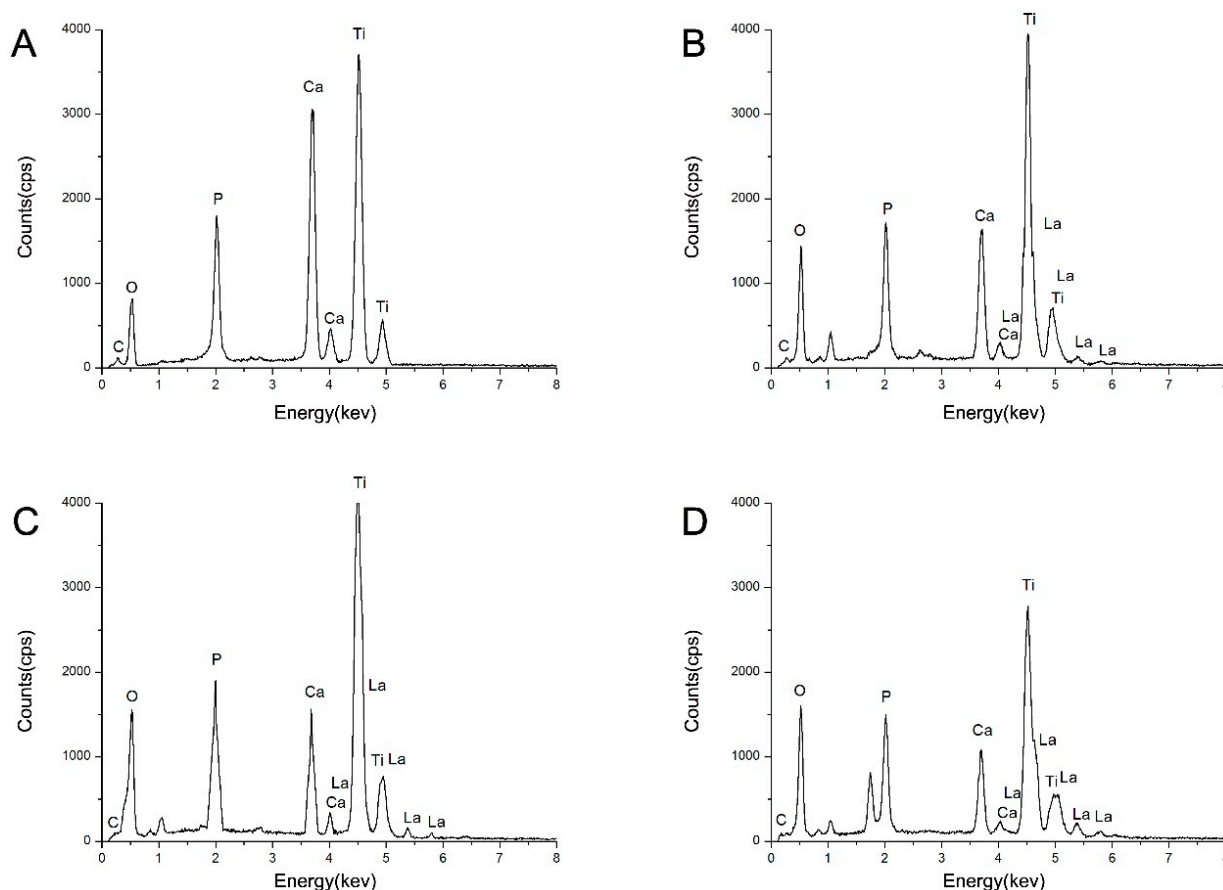 A
4000
3000
2000
1000
0
Counts(cps)
C
O
P
Ca
Ca
Ti
Ti
0 1 2 3 4 5 6 7 8
Energy(kev)
B
4000
3000
2000
1000
0
Counts(cps)
C
O
P
Ca
La
Ca
Ti
La
La
Ti
La
La
0 1 2 3 4 5 6 7 8
Energy(kev)
C
4000
3000
2000
1000
0
Counts(cps)
C
O
P
Ca
La
Ca
Ti
La
Ti La
La
La
0 1 2 3 4 5 6 7 8
Energy(kev)
D
4000
3000
2000
1000
0
Counts(cps)
C
O
P
Ca
La
Ca
Ti
La
Ti La
La
La
0 1 2 3 4 5 6 7 8
Energy(kev)